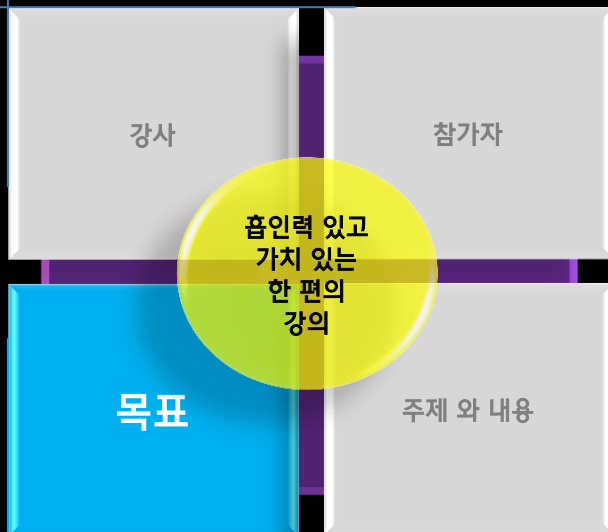 강사
참가자
흡인력 있고
가치 있는
한 편의
강의
목표
주제 와 내용